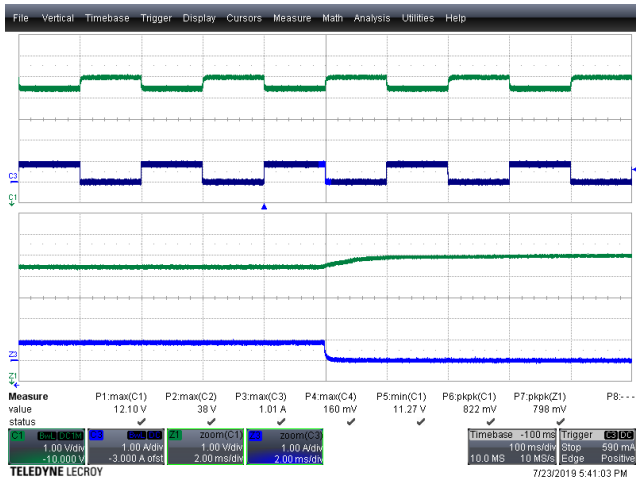 File Vertical Timebase Trigger Display Cursors Measure Math Analysis Utilities Help
C3
C1
Z3
Z1
Measure P1:max(C1) P2:max(C2) P3:max(C3) P4:max(C4) P5:min(C1) P6:pkpk(C1) P7:pkpk(Z1) P8:- - -
value 12.10 V 38 V 1.01 A 160 mV 11.27 V 822 mV 798 mV
status
C1 BwL DC1M Z1 zoom(C1) zoom(C3) Timebase -100 ms Trigger C3 DC
1.00 V/div 1.00 A/div 1.00 V/div 1.00 A/div 100 ms/div Stop 590 mA
-10.000 V -3.000 A ofst 2.00 ms/div 2.00 ms/div 10.0 MS 10 MS/s Edge Positive
TELEDYNE LECROY 7/23/2019 5:41:03 PM